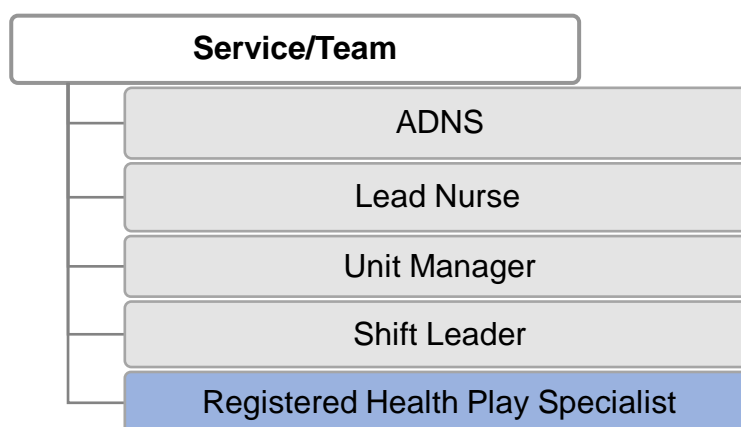 Service/Team
ADNS
Lead Nurse
Unit Manager
Shift Leader
Registered Health Play Specialist